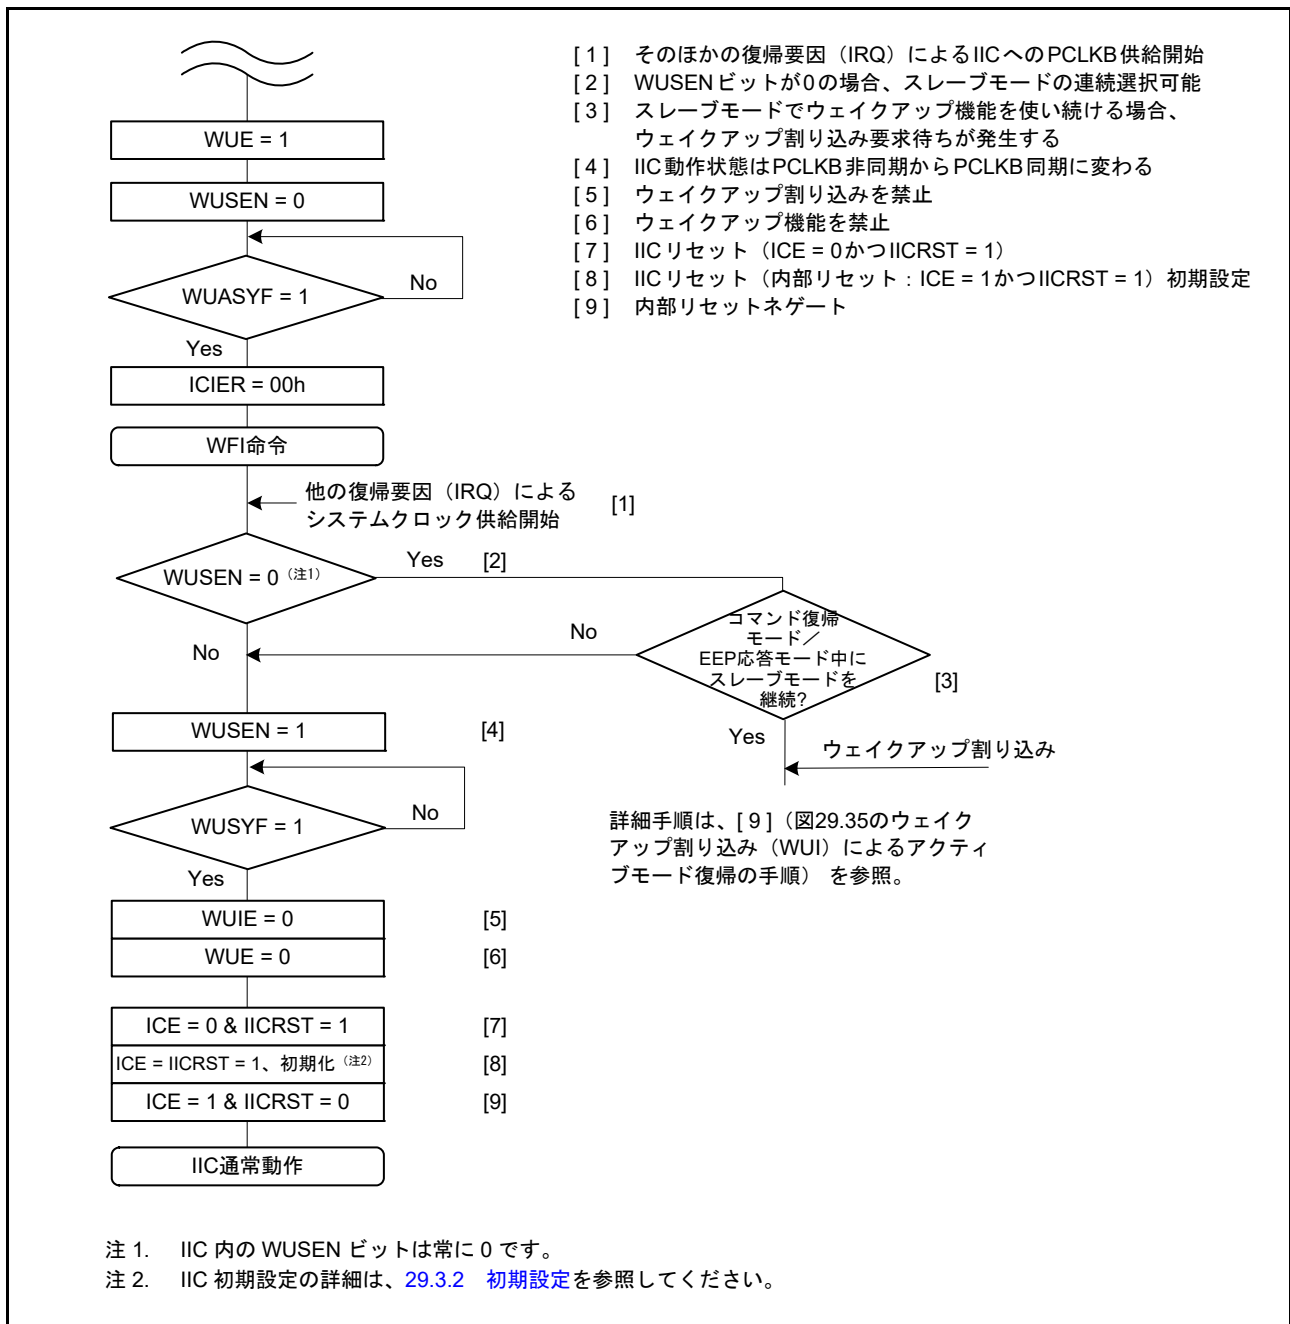 [ 1 ] そのほかの復帰要因（IRQ）によるIICへのPCLKB供給開始
[ 2 ] WUSENビットが0の場合、スレーブモードの連続選択可能
[ 3 ] スレーブモードでウェイクアップ機能を使い続ける場合、
ウェイクアップ割り込み要求待ちが発生する
[ 4 ] IIC動作状態はPCLKB非同期からPCLKB同期に変わる
[ 5 ] ウェイクアップ割り込みを禁止
[ 6 ] ウェイクアップ機能を禁止
[ 7 ] IICリセット（ICE = 0かつIICRST = 1）
[ 8 ] IICリセット（内部リセット：ICE = 1かつIICRST = 1）初期設定
[ 9 ] 内部リセットネゲート
WUE = 1
WUSEN = 0
WUASYF = 1
No
Yes
ICIER = 00h
WFI命令
他の復帰要因（IRQ）による
システムクロック供給開始
[1]
WUSEN = 0（注1）
Yes
[2]
コマンド復帰
モード／
EEP応答モード中に
スレーブモードを
継続?
[3]
No
No
Yes
ウェイクアップ割り込み
詳細手順は、[ 9 ]（図29.35のウェイク
アップ割り込み（WUI）によるアクティ
ブモード復帰の手順） を参照。
WUSEN = 1
[4]
WUSYF = 1
No
Yes
WUIE = 0
[5]
WUE = 0
[6]
ICE = 0 & IICRST = 1
[7]
ICE = IICRST = 1、初期化（注2）
[8]
ICE = 1 & IICRST = 0
[9]
IIC通常動作
注 1. IIC 内の WUSEN ビットは常に 0 です。
注 2. IIC 初期設定の詳細は、29.3.2 初期設定を参照してください。